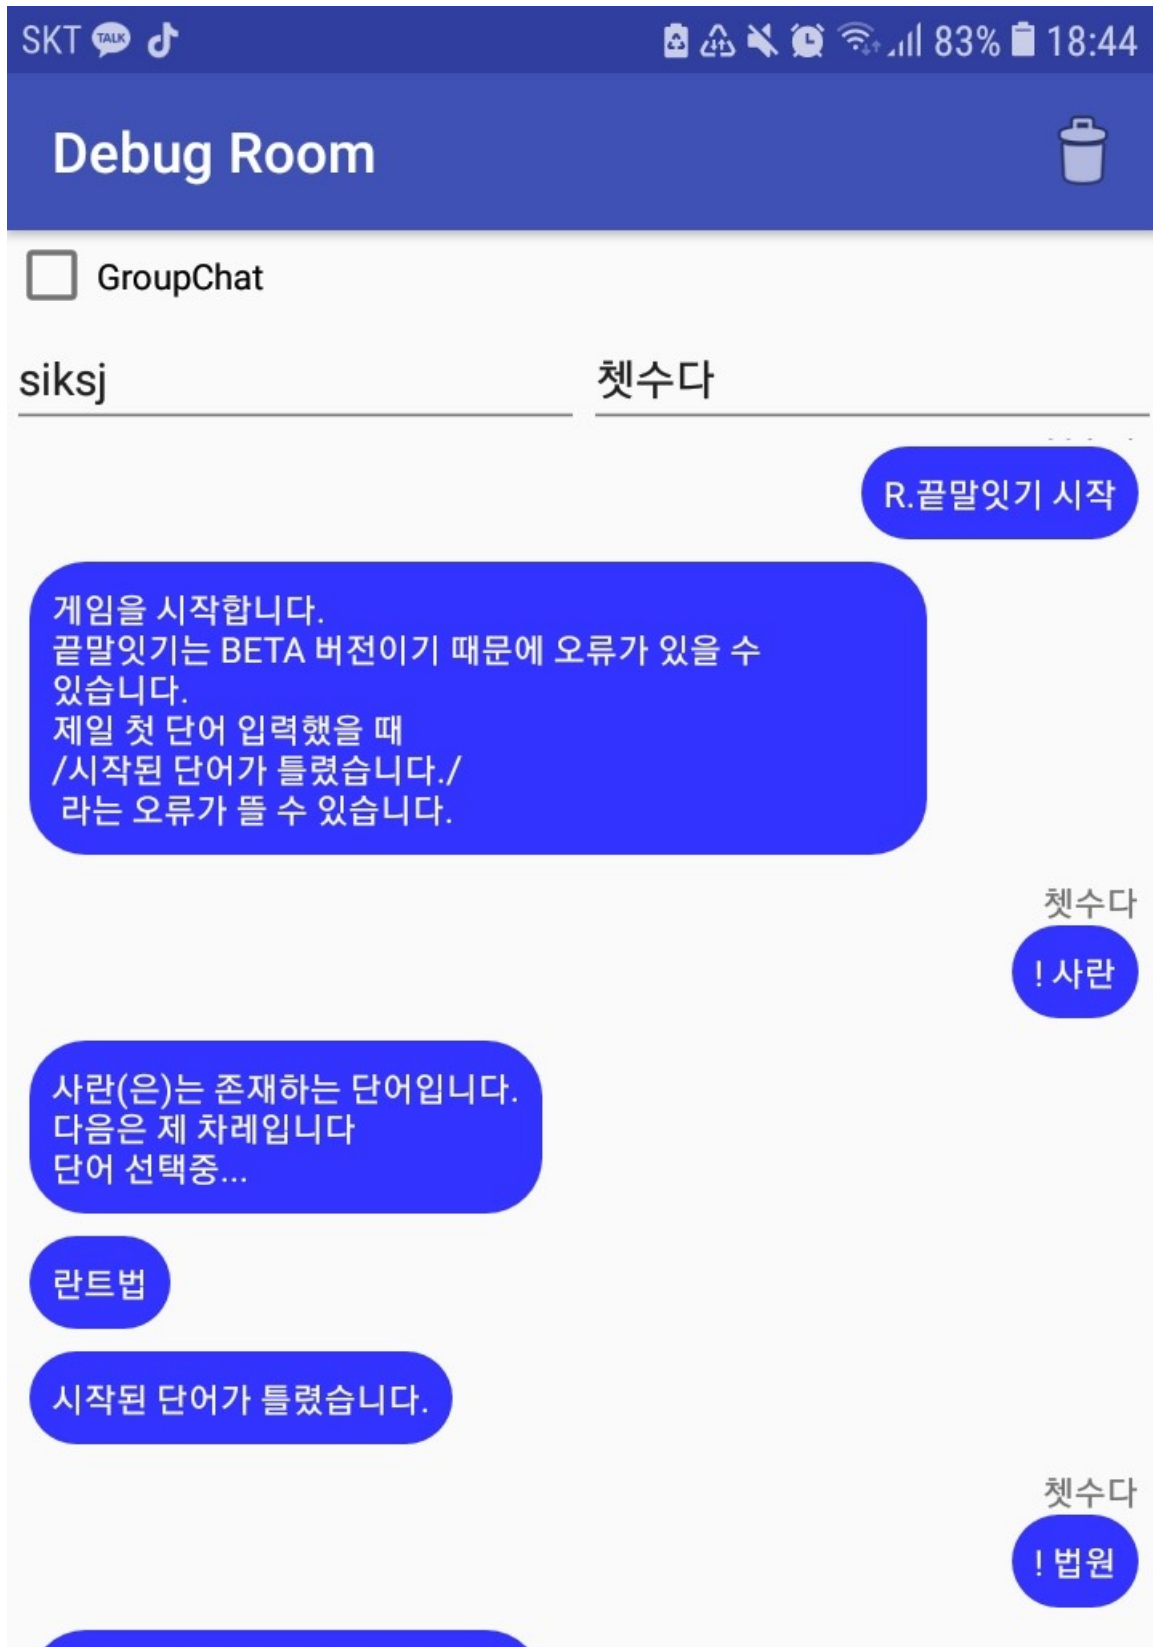 SKT TALK 83% 18:44
Debug Room
GroupChat
siksj 쳇수다
R.끝말잇기 시작
게임을 시작합니다.
끝말잇기는 BETA 버전이기 때문에 오류가 있을 수
있습니다.
제일 첫 단어 입력했을 때
/시작된 단어가 틀렸습니다./
라는 오류가 뜰 수 있습니다.
쳇수다
! 사란
사란(은)는 존재하는 단어입니다.
다음은 제 차레입니다
단어 선택중...
란트법
시작된 단어가 틀렸습니다.
쳇수다
! 법원